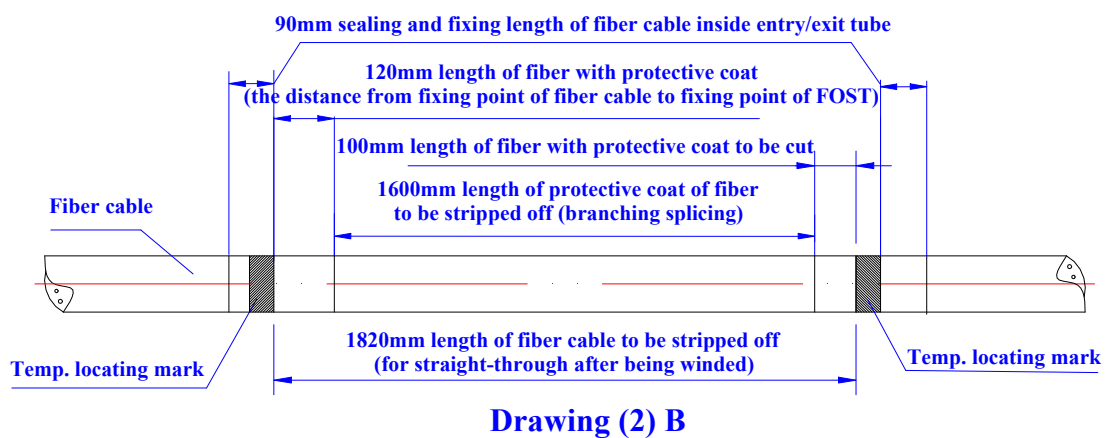 90mm sealing and fixing length of fiber cable inside entry/exit tube
120mm length of fiber with protective coat
(the distance from fixing point of fiber cable to fixing point of FOST)
100mm length of fiber with protective coat to be cut
1600mm length of protective coat of fiber
to be stripped off (branching splicing)
Fiber cable
1820mm length of fiber cable to be stripped off
(for straight-through after being winded)
Temp. locating mark
Temp. locating mark
Drawing (2) B